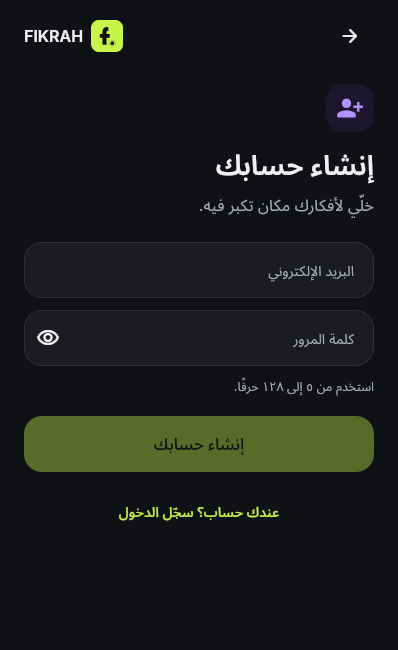 FIKRAH
إنشاء حسابك
خلّي لأفكارك مكان تكبر فيه.
البريد الإلكتروني
كلمة المرور
استخدم من ٥ إلى ١٢٨ حرفًا.
إنشاء حسابك
عندك حساب؟ سجّل الدخول